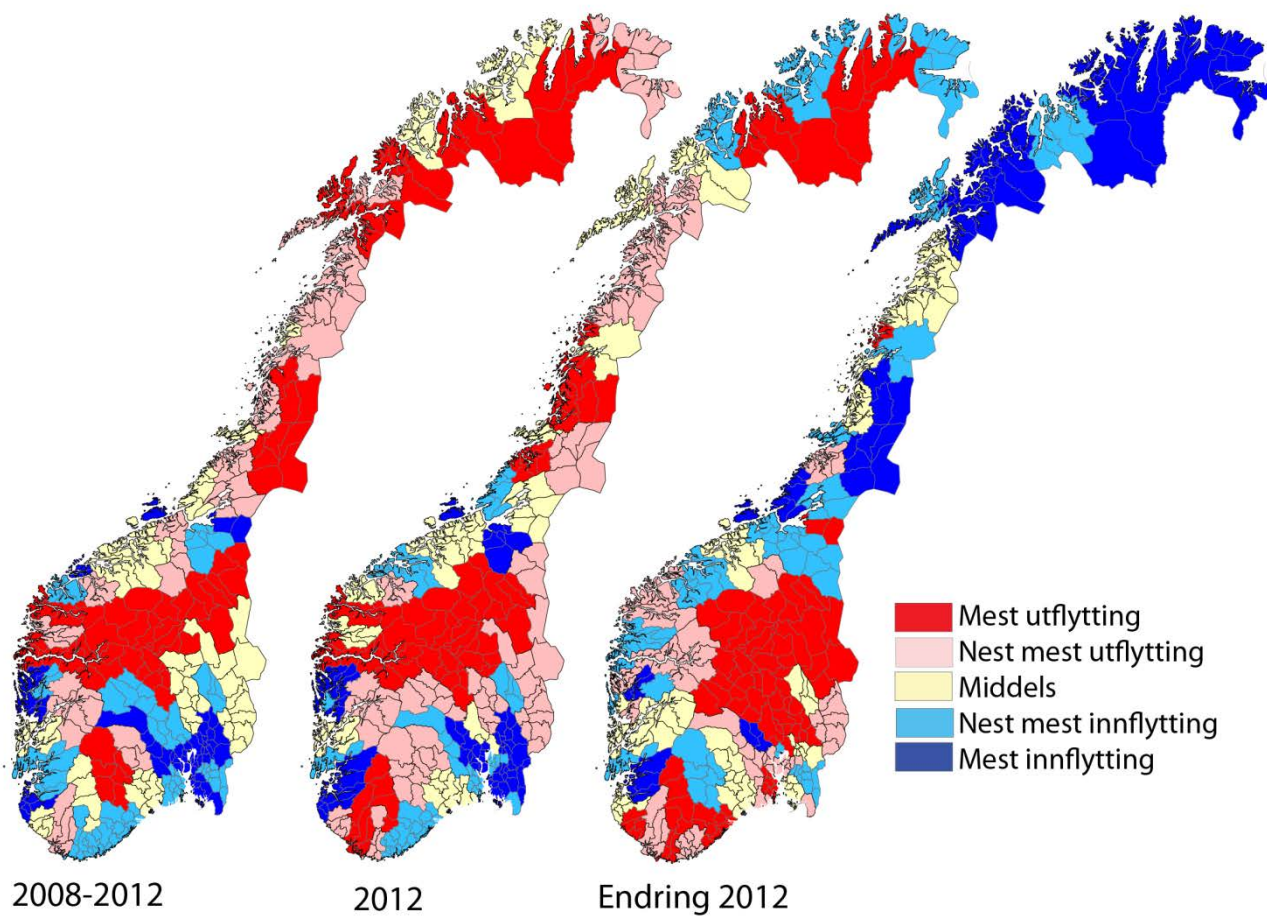 Mest utflytting
Nest mest utflytting
Middels
Nest mest innflytting
Mest innflytting
2008-2012
2012
Endring 2012